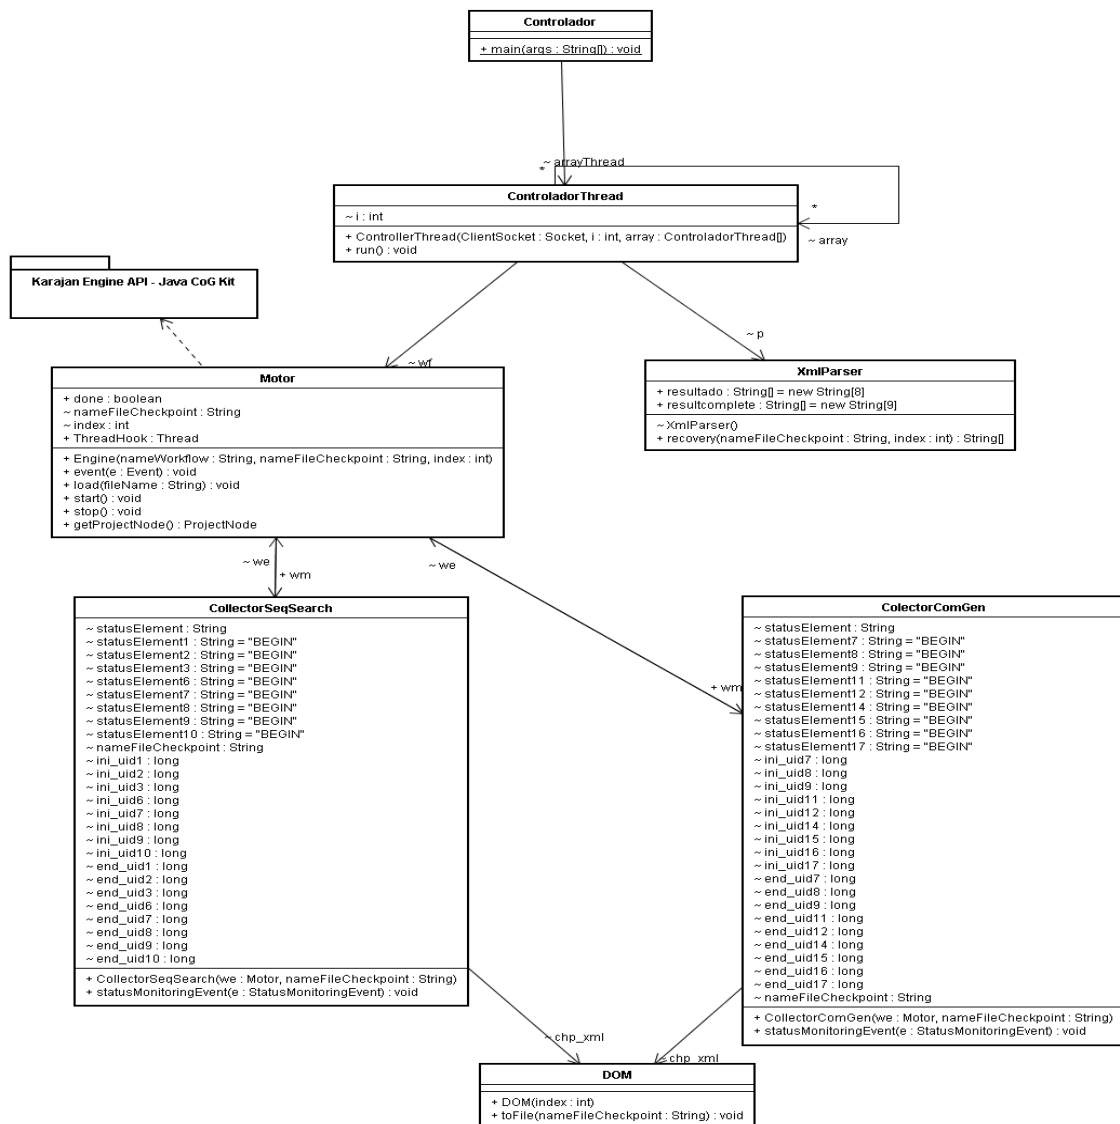 Controlador
+ main(args : String[]) : void
~ arrayThread
*
ControladorThread
~ i : int
+ ControllerThread(ClientSocket : Socket, i : int, array : ControladorThread[])
+ run() : void
*
~ array
Karajan Engine API - Java CoG Kit
~ wf
~ p
Motor
+ done : boolean
~ nameFileCheckpoint : String
~ index : int
+ ThreadHook : Thread
+ Engine(nameWorkflow : String, nameFileCheckpoint : String, index : int)
+ event(e : Event) : void
+ load(fileName : String) : void
+ start() : void
+ stop() : void
+ getProjectNode() : ProjectNode
XmlParser
+ resultado : String[] = new String[8]
+ resultcomplete : String[] = new String[9]
~ XmlParser()
+ recovery(nameFileCheckpoint : String, index : int) : String[]
~ we
+ wm
~ we
+ wm
CollectorSeqSearch
~ statusElement : String
~ statusElement1 : String = "BEGIN"
~ statusElement2 : String = "BEGIN"
~ statusElement3 : String = "BEGIN"
~ statusElement6 : String = "BEGIN"
~ statusElement7 : String = "BEGIN"
~ statusElement8 : String = "BEGIN"
~ statusElement9 : String = "BEGIN"
~ statusElement10 : String = "BEGIN"
~ nameFileCheckpoint : String
~ ini_uid1 : long
~ ini_uid2 : long
~ ini_uid3 : long
~ ini_uid6 : long
~ ini_uid7 : long
~ ini_uid8 : long
~ ini_uid9 : long
~ ini_uid10 : long
~ end_uid1 : long
~ end_uid2 : long
~ end_uid3 : long
~ end_uid6 : long
~ end_uid7 : long
~ end_uid8 : long
~ end_uid9 : long
~ end_uid10 : long
+ CollectorSeqSearch(we : Motor, nameFileCheckpoint : String)
+ statusMonitoringEvent(e : StatusMonitoringEvent) : void
ColectorComGen
~ statusElement : String
~ statusElement7 : String = "BEGIN"
~ statusElement8 : String = "BEGIN"
~ statusElement9 : String = "BEGIN"
~ statusElement11 : String = "BEGIN"
~ statusElement12 : String = "BEGIN"
~ statusElement14 : String = "BEGIN"
~ statusElement15 : String = "BEGIN"
~ statusElement16 : String = "BEGIN"
~ statusElement17 : String = "BEGIN"
~ ini_uid7 : long
~ ini_uid8 : long
~ ini_uid9 : long
~ ini_uid11 : long
~ ini_uid12 : long
~ ini_uid14 : long
~ ini_uid15 : long
~ ini_uid16 : long
~ ini_uid17 : long
~ end_uid7 : long
~ end_uid8 : long
~ end_uid9 : long
~ end_uid11 : long
~ end_uid12 : long
~ end_uid14 : long
~ end_uid15 : long
~ end_uid16 : long
~ end_uid17 : long
~ nameFileCheckpoint : String
+ CollectorComGen(we : Motor, nameFileCheckpoint : String)
+ statusMonitoringEvent(e : StatusMonitoringEvent) : void
~ chp_xml
~ chp_xml
DOM
+ DOM(index : int)
+ toFile(nameFileCheckpoint : String) : void